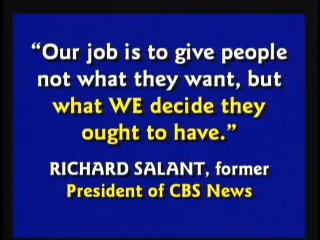 “Our job is to give people
not what they want, but
what WE decide they
ought to have.”
RICHARD SALANT, former
President of CBS News